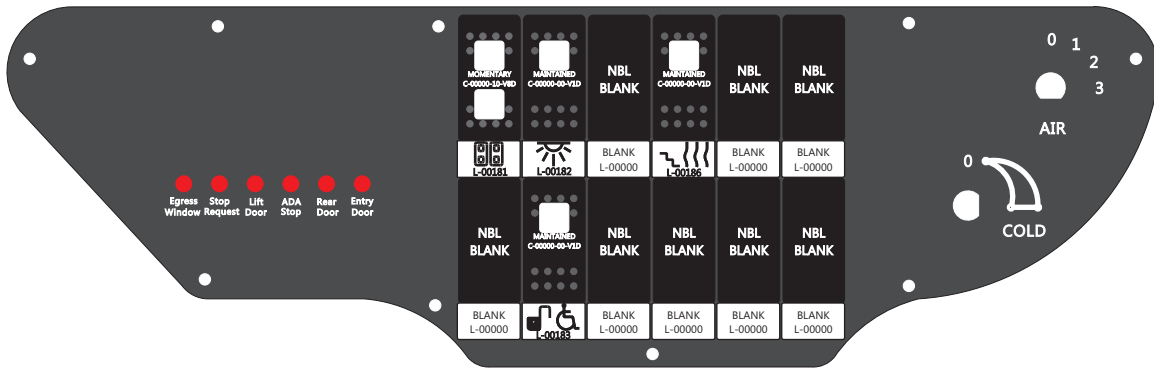 MOMENTARY
C-00000-10-V8D
MAINTAINED
C-00000-00-V1D
NBL
BLANK
MAINTAINED
C-00000-00-V1D
NBL
BLANK
NBL
BLANK
0
1
2
3
AIR
L-00181
L-00182
BLANK
L-00000
L-00186
BLANK
L-00000
BLANK
L-00000
0
COLD
Egress
Window
Stop
Request
Lift
Door
ADA
Stop
Rear
Door
Entry
Door
NBL
BLANK
MAINTAINED
C-00000-00-V1D
NBL
BLANK
NBL
BLANK
NBL
BLANK
NBL
BLANK
BLANK
L-00000
L-00183
BLANK
L-00000
BLANK
L-00000
BLANK
L-00000
BLANK
L-00000